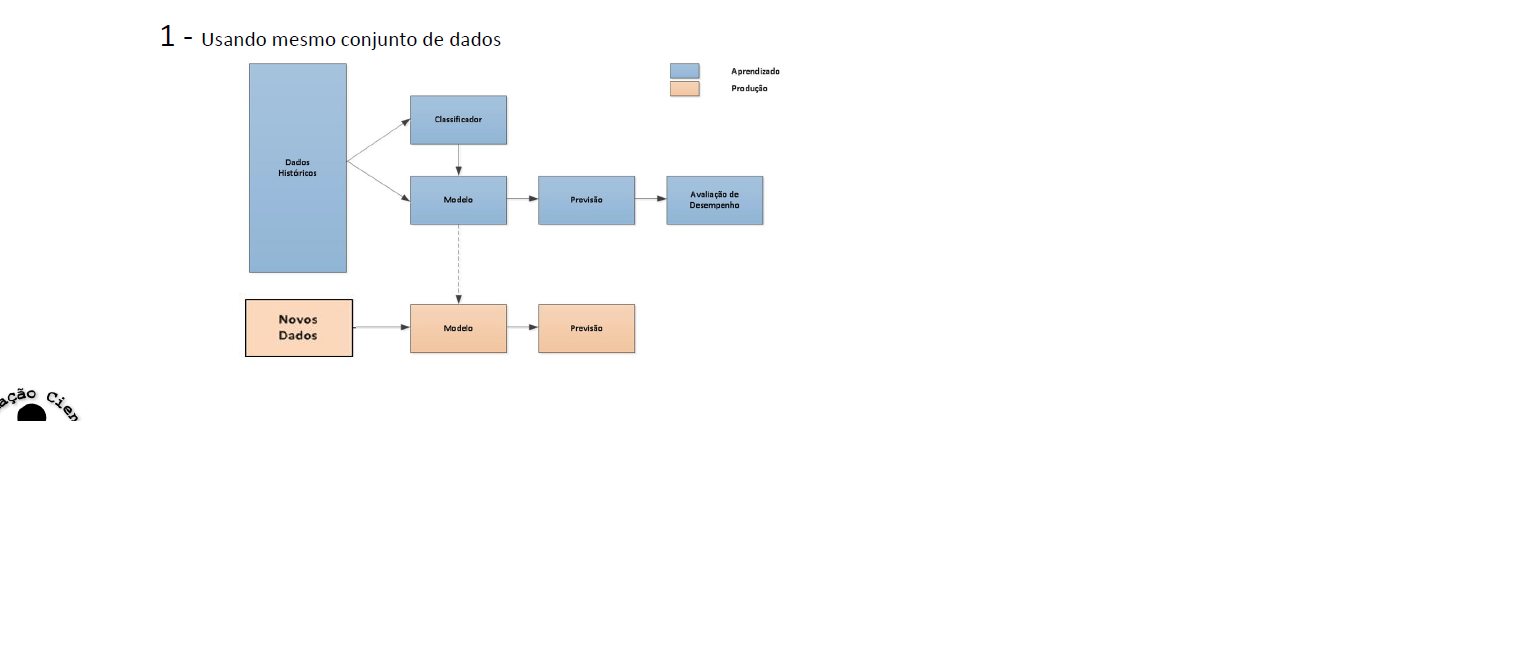 1 - Usando mesmo conjunto de dados
Aprendizado
Produção
Classificador
Dados
Históricos
Modelo
Previsão
Avaliação de
Desempenho
Novos
Dados
Modelo
Previsão
ação Cien